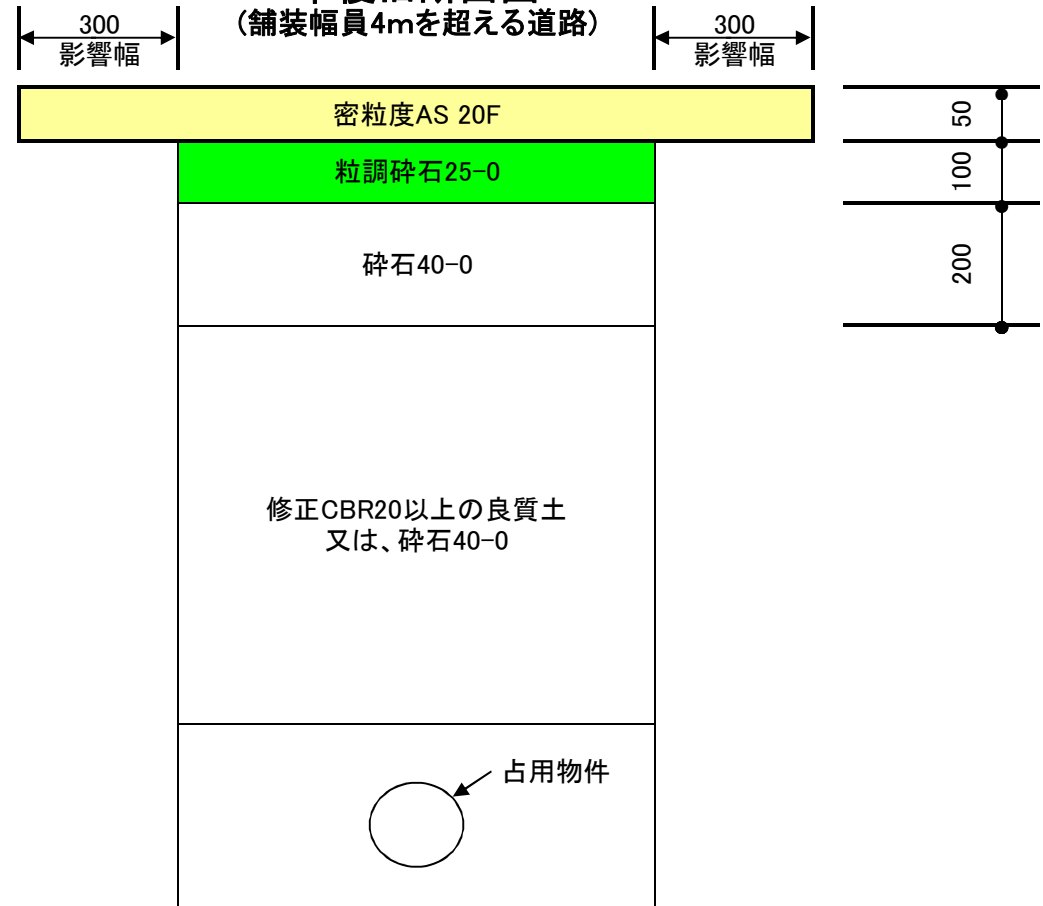 (舗装幅員4mを超える道路)
300
影響幅
300
影響幅
密粒度AS 20F
50
粒調砕石25-0
100
砕石40-0
200
修正CBR20以上の良質土
又は、砕石40-0
占用物件